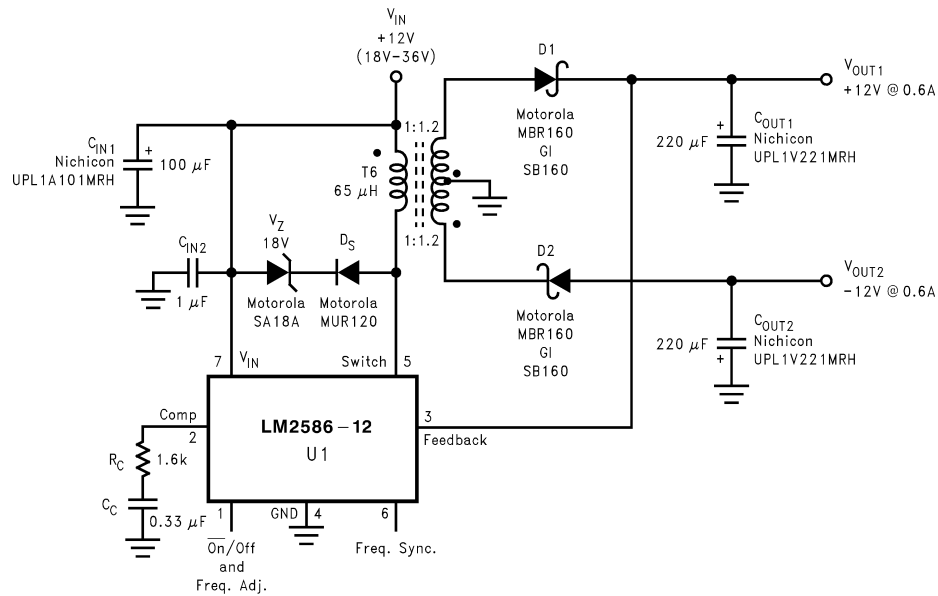 V_IN
+12V
(18V-36V)
D1
V_OUT1
+12V @ 0.6A
Motorola
MBR160
GI
SB160
1:1.2
C_IN1
Nichicon
UPL1A101MRH
+
100 μF
T6
65 μH
+
220 μF
C_OUT1
Nichicon
UPL1V221MRH
1:1.2
C_IN2
1 μF
V_Z
18V
Motorola
SA18A
D_S
Motorola
MUR120
D2
Motorola
MBR160
GI
SB160
V_OUT2
-12V @ 0.6A
220 μF
+
C_OUT2
Nichicon
UPL1V221MRH
7
V_IN
Switch
5
Comp
2
LM2586-12
U1
3
Feedback
R_C
1.6k
C_C
0.33 μF
1
GND
4
6
On/Off
and
Freq. Adj.
Freq. Sync.